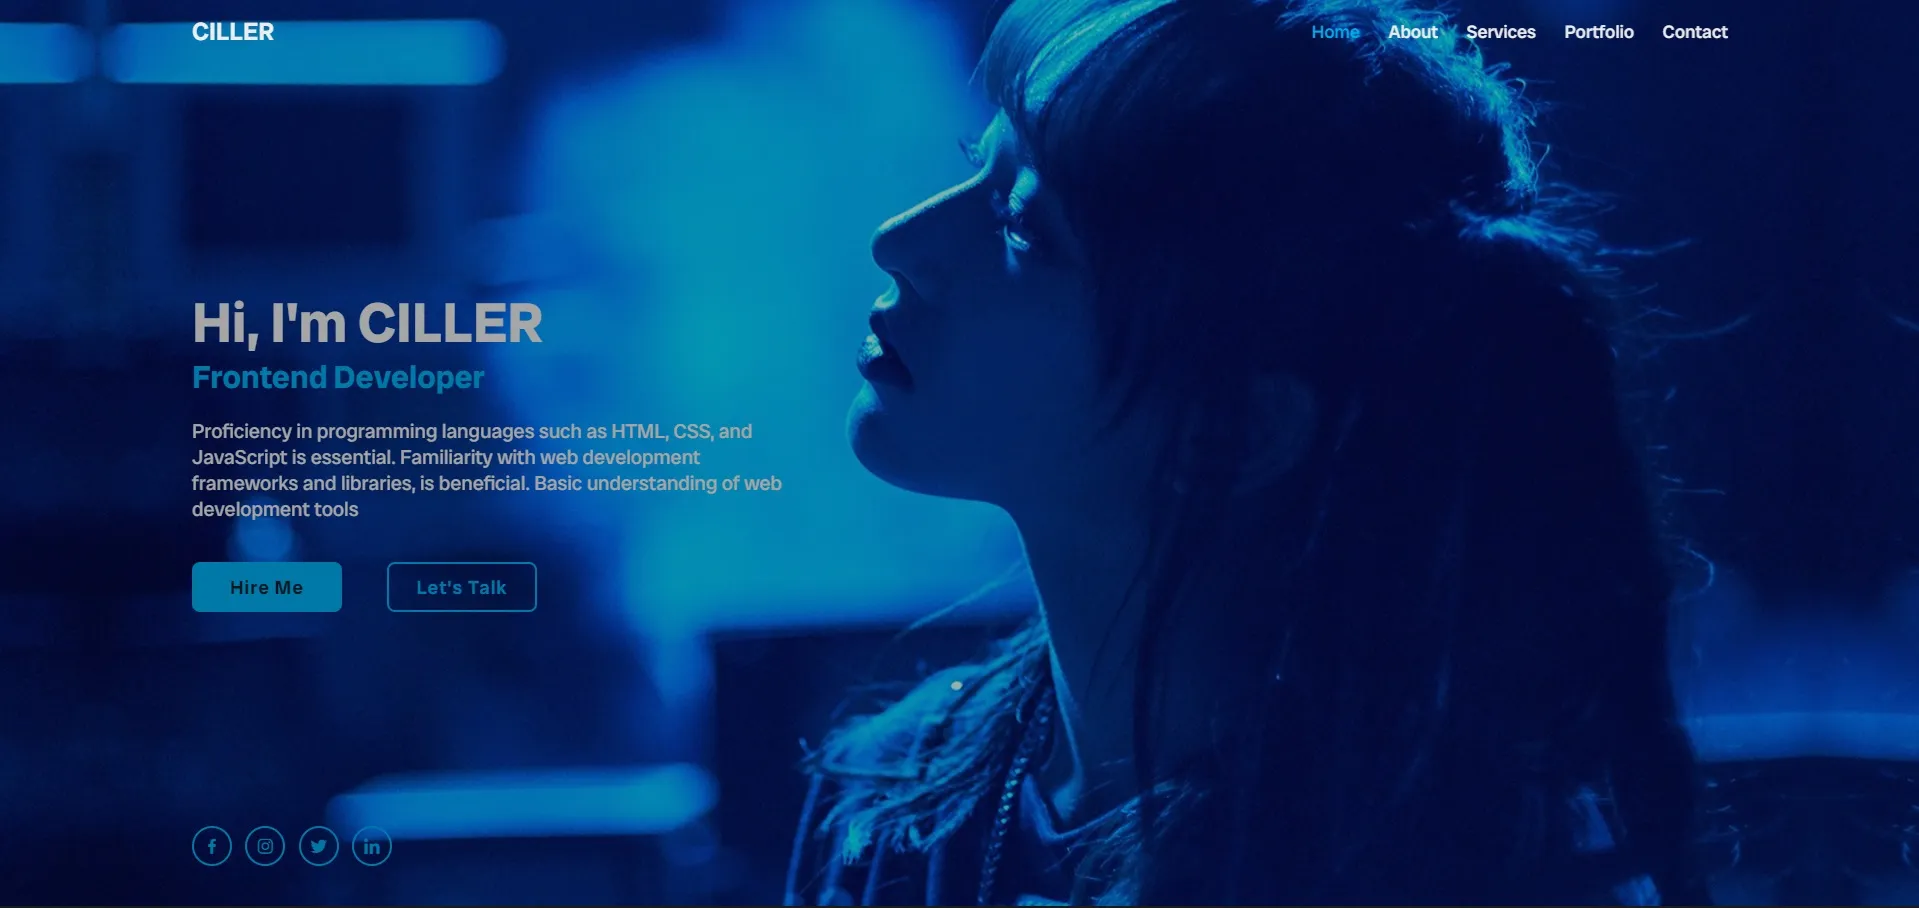 CILLER
Home About Services Portfolio Contact
Hi, I'm CILLER
Frontend Developer
Proficiency in programming languages such as HTML, CSS, and
JavaScript is essential. Familiarity with web development
frameworks and libraries, is beneficial. Basic understanding of web
development tools
Hire Me
Let's Talk